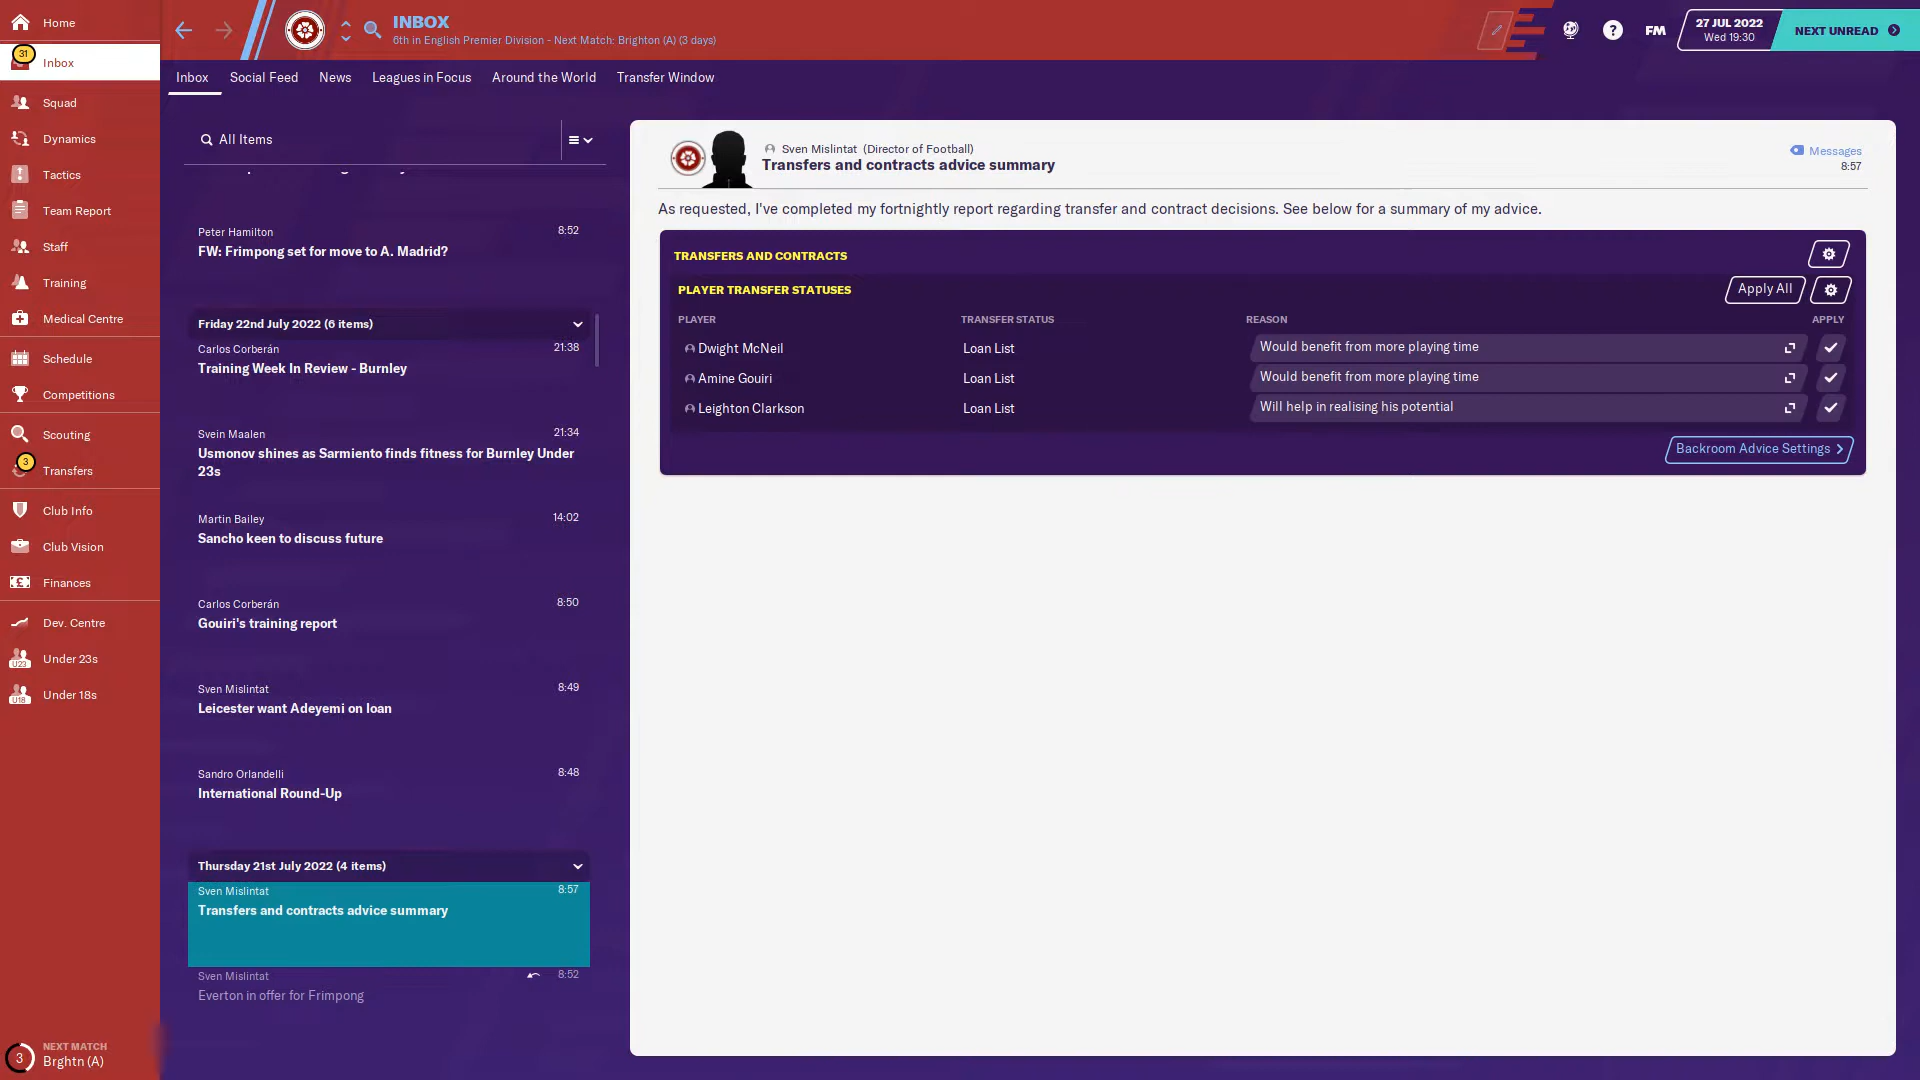 Home
31
Inbox
Squad
Dynamics
Tactics
Team Report
Staff
Training
Medical Centre
Schedule
Competitions
Scouting
3
Transfers
Club Info
Club Vision
Finances
Dev. Centre
U23
Under 23s
U18
Under 18s
3
NEXT MATCH
Brghtn (A)
INBOX
6th in English Premier Division - Next Match: Brighton (A) (3 days)
FM
27 JUL 2022
Wed 19:30
NEXT UNREAD
Inbox Social Feed News Leagues in Focus Around the World Transfer Window
All Items
Peter Hamilton 8:52
FW: Frimpong set for move to A. Madrid?
Friday 22nd July 2022 (6 items)
Carlos Corberán 21:38
Training Week In Review - Burnley
Svein Maalen 21:34
Usmonov shines as Sarmiento finds fitness for Burnley Under
23s
Martin Bailey 14:02
Sancho keen to discuss future
Carlos Corberán 8:50
Gouiri's training report
Sven Mislintat 8:49
Leicester want Adeyemi on loan
Sandro Orlandelli 8:48
International Round-Up
Thursday 21st July 2022 (4 items)
Sven Mislintat 8:57
Transfers and contracts advice summary
Sven Mislintat 8:52
Everton in offer for Frimpong
Sven Mislintat (Director of Football)
Transfers and contracts advice summary
Messages
8:57
As requested, I've completed my fortnightly report regarding transfer and contract decisions. See below for a summary of my advice.
TRANSFERS AND CONTRACTS
PLAYER TRANSFER STATUSES Apply All
PLAYER TRANSFER STATUS REASON APPLY
Dwight McNeil Loan List Would benefit from more playing time
Amine Gouiri Loan List Would benefit from more playing time
Leighton Clarkson Loan List Will help in realising his potential
Backroom Advice Settings